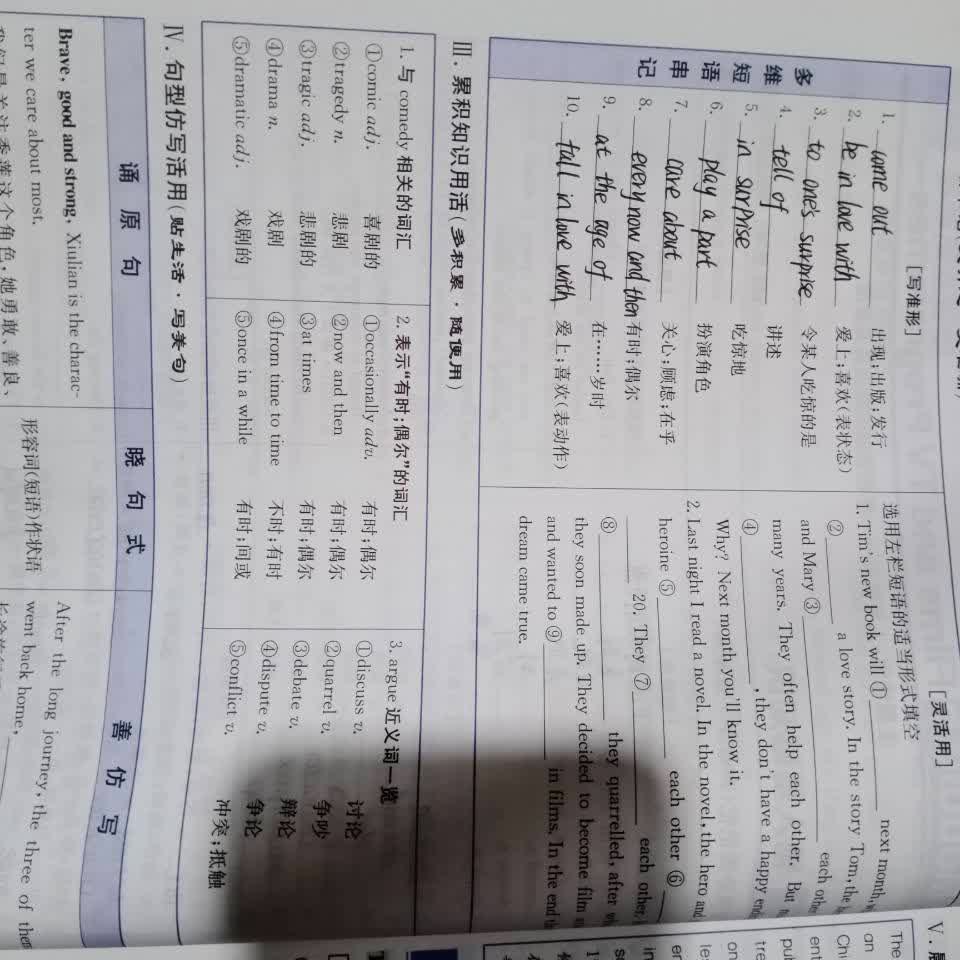 多维短语串记
[写准形]
1. come out 出现;出版;发行
2. be in love with 爱上;喜欢(表状态)
3. to one's surprise 令某人吃惊的是
4. tell of 讲述
5. in surprise 吃惊地
6. play a part 扮演角色
7. care about 关心;顾虑;在乎
8. every now and then 有时;偶尔
9. at the age of 在……岁时
10. fall in love with 爱上;喜欢(表动作)
[灵活用]
选用左栏短语的适当形式填空
1. Tim's new book will ① next month,
② a love story. In the story Tom, the
and Mary ③ each other
many years. They often help each other. But
④ , they don't have a happy
Why? Next month you'll know it.
2. Last night I read a novel. In the novel, the hero and
heroine ⑤ each other ⑥
20. They ⑦ each other,
⑧ they quarrelled, after
they soon made up. They decided to become film
and wanted to ⑨ in films. In the end
dream came true.
Ⅲ. 累积知识用活(多积累·随便用)
1. 与 comedy 相关的词汇
①comic adj. 喜剧的
②tragedy n. 悲剧
③tragic adj. 悲剧的
④drama n. 戏剧
⑤dramatic adj. 戏剧的
2. 表示“有时;偶尔”的词汇
①occasionally adv. 有时;偶尔
②now and then 有时;偶尔
③at times 有时;偶尔
④from time to time 不时;有时
⑤once in a while 有时;间或
3. argue 近义词一览
①discuss v. 讨论
②quarrel v. 争吵
③debate v. 辩论
④dispute v. 争论
⑤conflict v. 冲突;抵触
Ⅳ. 句型仿写活用(贴生活·写美句)
诵原句 晓句式 善仿写
Brave, good and strong, Xiulian is the charac-
ter we care about most.
我们最关注秀莲这个角色,她勇敢、善良、
形容词(短语)作状语
After the long journey, the three of them
went back home,
Ⅴ.
The
an